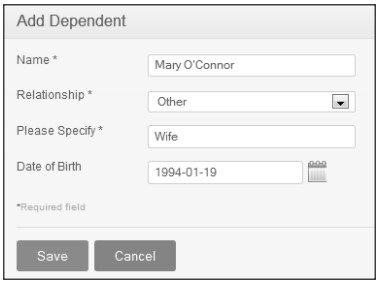 Add Dependent
Name * Mary O'Connor
Relationship * Other
Please Specify * Wife
Date of Birth 1994-01-19
*Required field
Save Cancel